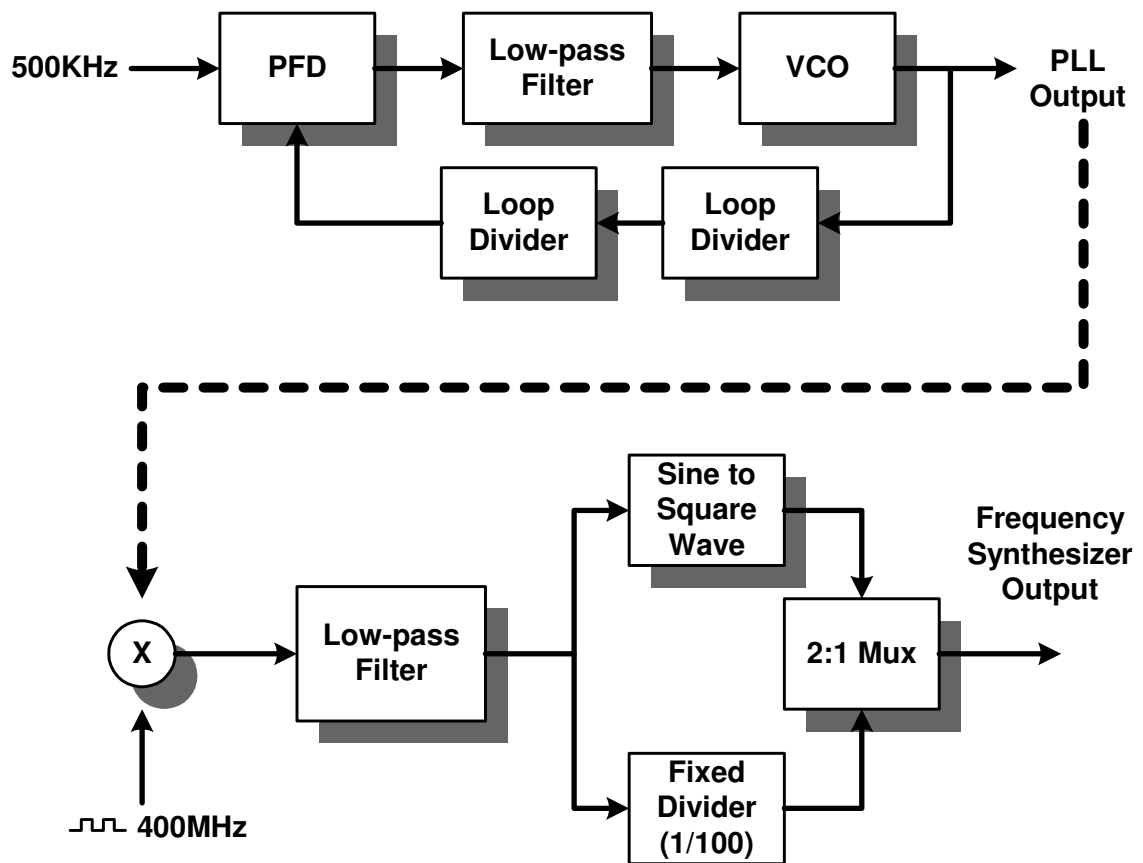 500KHz
PFD
Low-pass
Filter
VCO
PLL
Output
Loop
Divider
Loop
Divider
Sine to
Square
Wave
Frequency
Synthesizer
Output
X
Low-pass
Filter
2:1 Mux
Fixed
Divider
(1/100)
400MHz